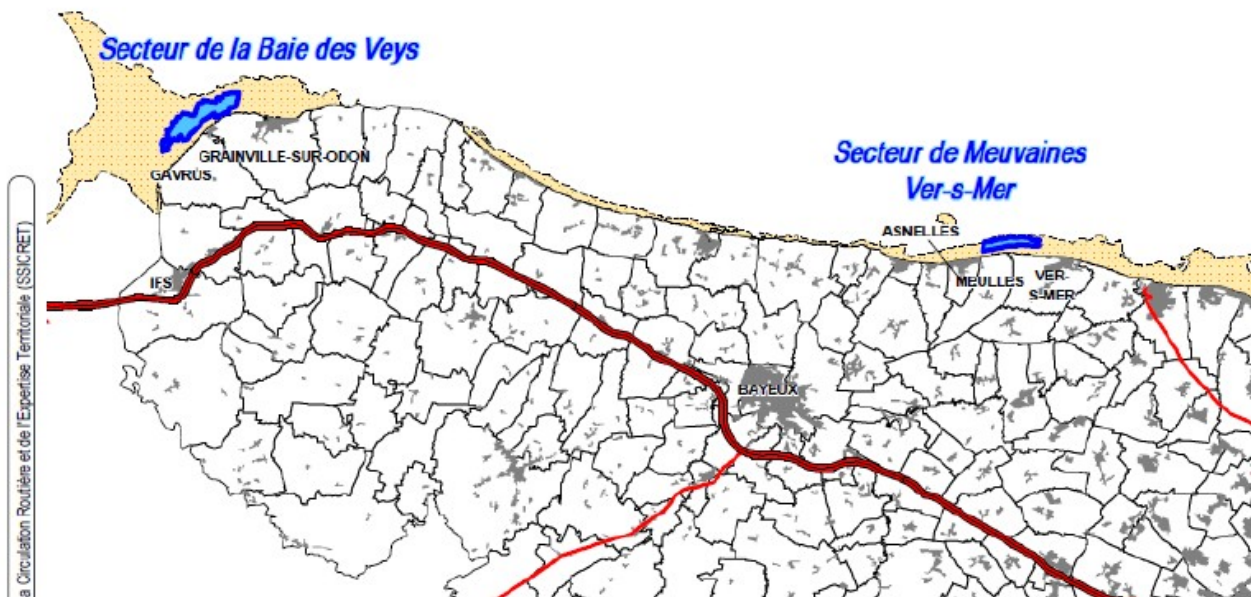 Secteur de la Baie des Veys
GRAINVILLE-SUR-ODON
GAVRUS
Secteur de Meuvaines
Ver-s-Mer
ASNELLES
IFS
MEULLES
VER-
S-MER
BAYEUX
a Circulation Routière et de l'Expertise Territoriale (SSICRET)